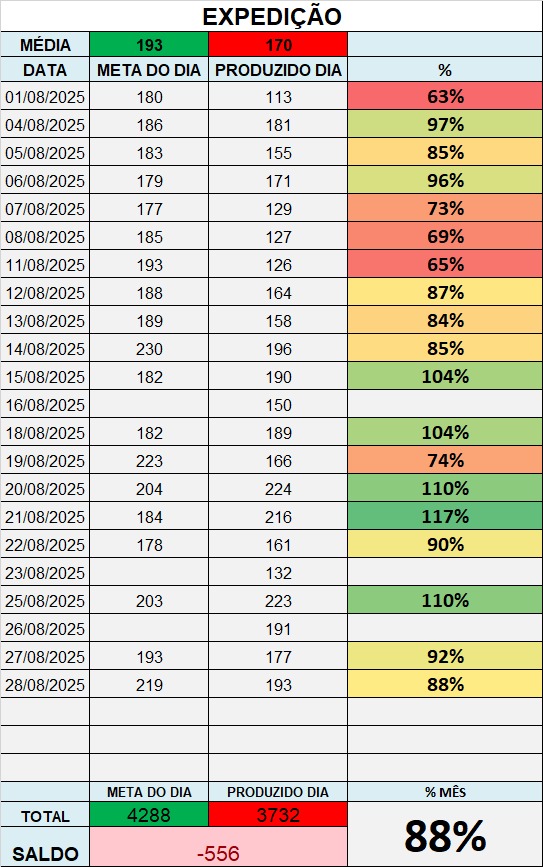 EXPEDIÇÃO
MÉDIA 193 170
DATA META DO DIA PRODUZIDO DIA %
01/08/2025 180 113 63%
04/08/2025 186 181 97%
05/08/2025 183 155 85%
06/08/2025 179 171 96%
07/08/2025 177 129 73%
08/08/2025 185 127 69%
11/08/2025 193 126 65%
12/08/2025 188 164 87%
13/08/2025 189 158 84%
14/08/2025 230 196 85%
15/08/2025 182 190 104%
16/08/2025 150
18/08/2025 182 189 104%
19/08/2025 223 166 74%
20/08/2025 204 224 110%
21/08/2025 184 216 117%
22/08/2025 178 161 90%
23/08/2025 132
25/08/2025 203 223 110%
26/08/2025 191
27/08/2025 193 177 92%
28/08/2025 219 193 88%
META DO DIA PRODUZIDO DIA % MÊS
TOTAL 4288 3732 88%
SALDO -556